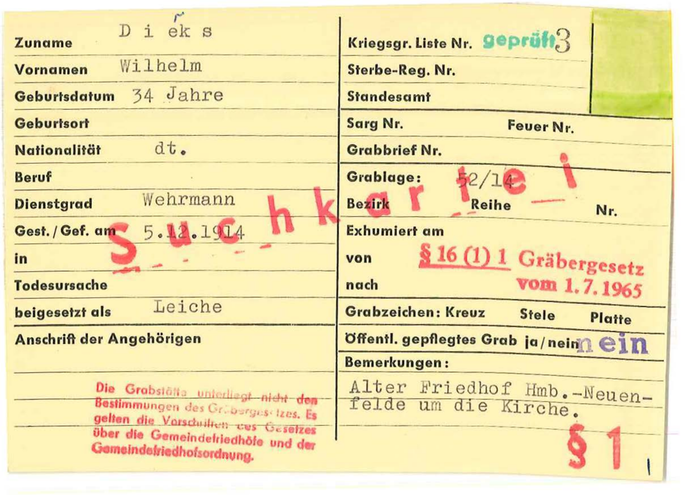 Zuname D i e k s
Vornamen Wilhelm
Geburtsdatum 34 Jahre
Geburtsort
Nationalität dt.
Beruf
Dienstgrad Wehrmann
Gest./Gef. am 5.12.1914
in
Todesursache
beigesetzt als Leiche
Anschrift der Angehörigen
Die Grabstätte unterliegt nicht den
Bestimmungen des Gräbergesetzes. Es
gelten die Vorschriften des Gesetzes
über die Gemeindefriedhöfe und der
Gemeindefriedhofsordnung.
Suchkartei
Kriegsgr. Liste Nr. geprüft 3
Sterbe-Reg. Nr.
Standesamt
Sarg Nr. Feuer Nr.
Grabbrief Nr.
Grablage: 52/14
Bezirk Reihe Nr.
Exhumiert am
von § 16 (1) 1 Gräbergesetz
nach vom 1.7.1965
Grabzeichen: Kreuz Stele Platte
Öffentl. gepflegtes Grab ja/nein nein
Bemerkungen:
Alter Friedhof Hmb.-Neuen-
felde um die Kirche.
§ 1